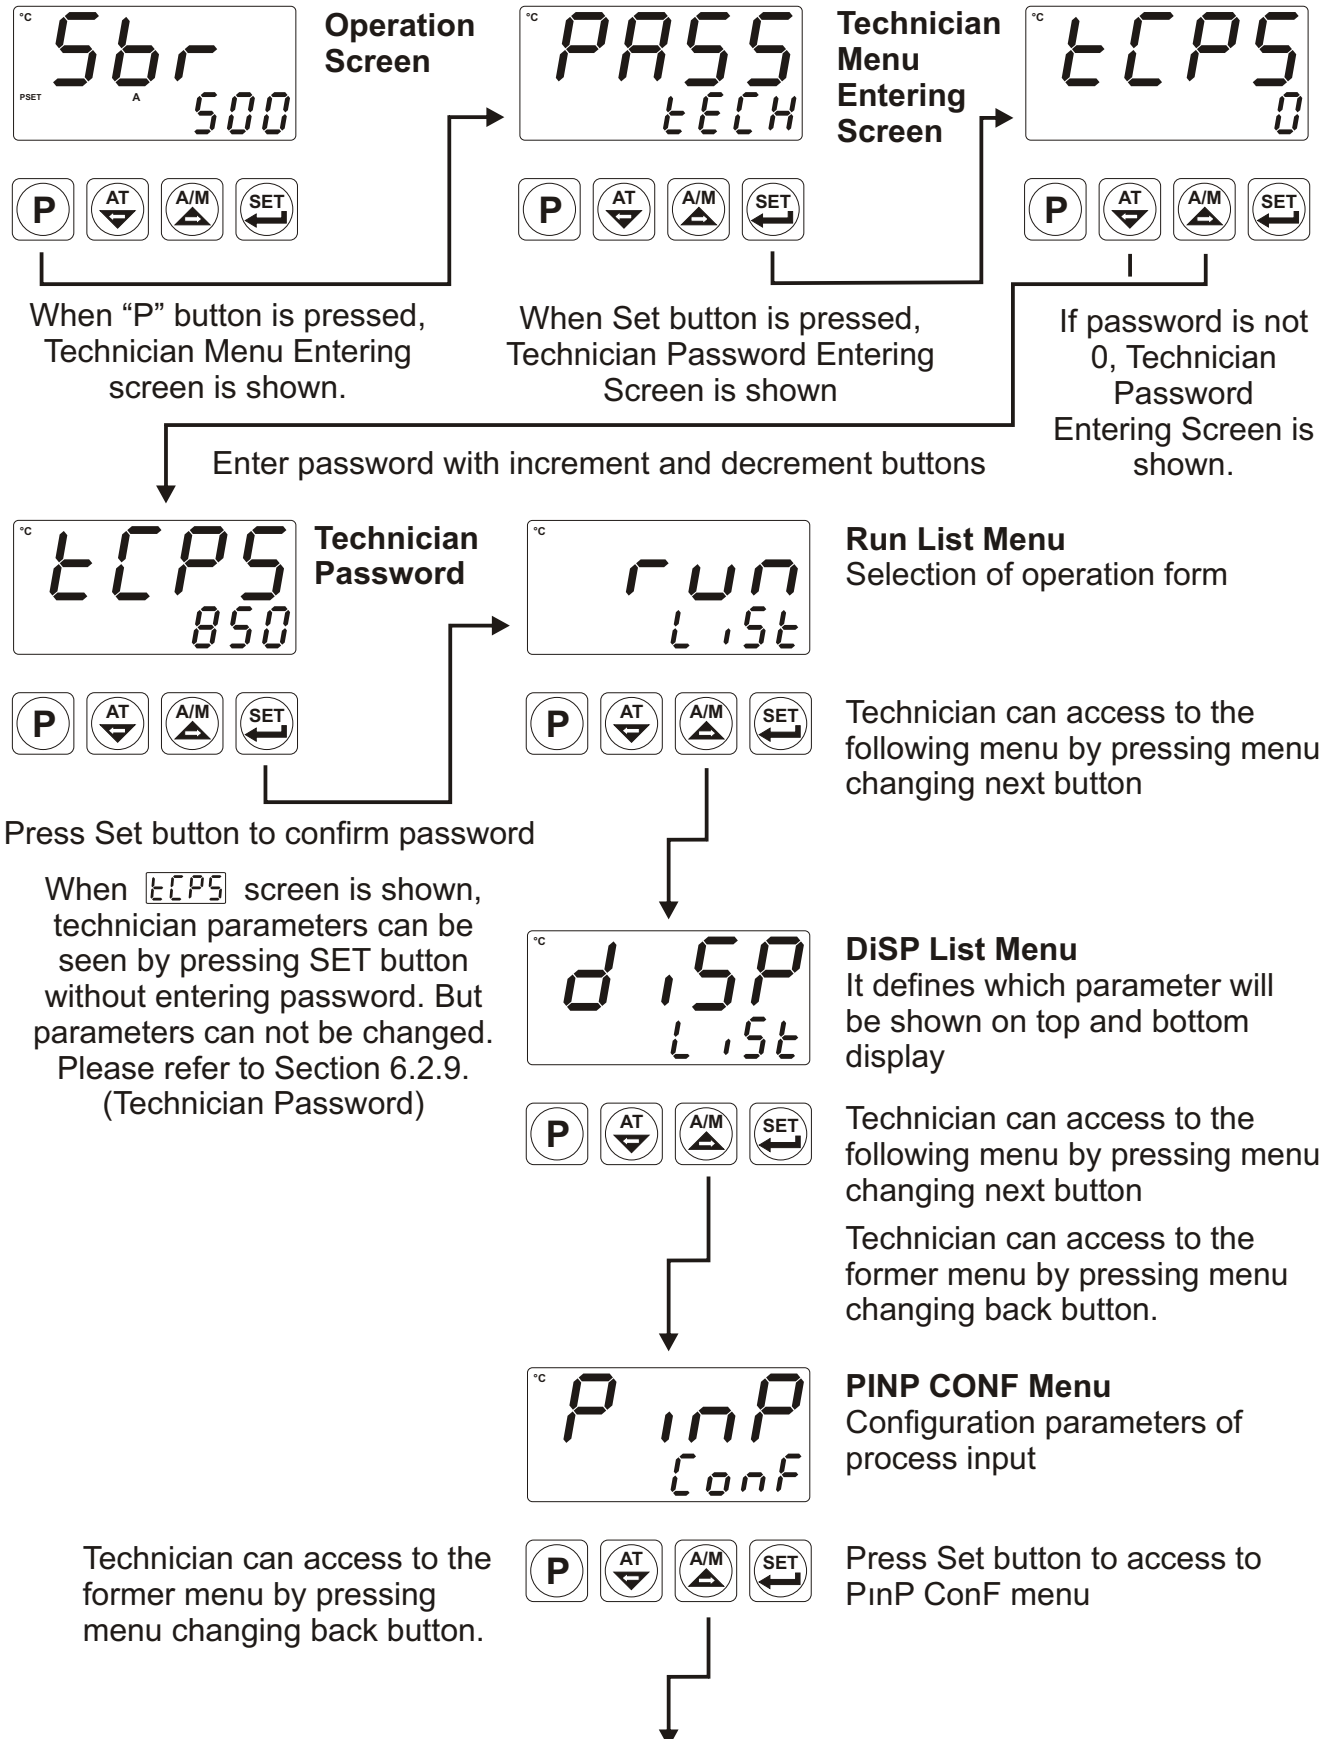 °C
Sbr
PSET
A
500
Operation
Screen
°C
PASS
tECH
Technician
Menu
Entering
Screen
°C
tCPS
0
P AT A/M SET
P AT A/M SET
P AT A/M SET
When “P” button is pressed,
Technician Menu Entering
screen is shown.
When Set button is pressed,
Technician Password Entering
Screen is shown
If password is not
0, Technician
Password
Entering Screen is
shown.
Enter password with increment and decrement buttons
°C
tCPS
850
Technician
Password
°C
run
LiSt
Run List Menu
Selection of operation form
P AT A/M SET
P AT A/M SET
Technician can access to the
following menu by pressing menu
changing next button
Press Set button to confirm password
When tCPS screen is shown,
technician parameters can be
seen by pressing SET button
without entering password. But
parameters can not be changed.
Please refer to Section 6.2.9.
(Technician Password)
°C
diSP
LiSt
DiSP List Menu
It defines which parameter will
be shown on top and bottom
display
P AT A/M SET
Technician can access to the
following menu by pressing menu
changing next button
Technician can access to the
former menu by pressing menu
changing back button.
°C
PinP
ConF
PINP CONF Menu
Configuration parameters of
process input
Technician can access to the
former menu by pressing
menu changing back button.
P AT A/M SET
Press Set button to access to
PınP ConF menu